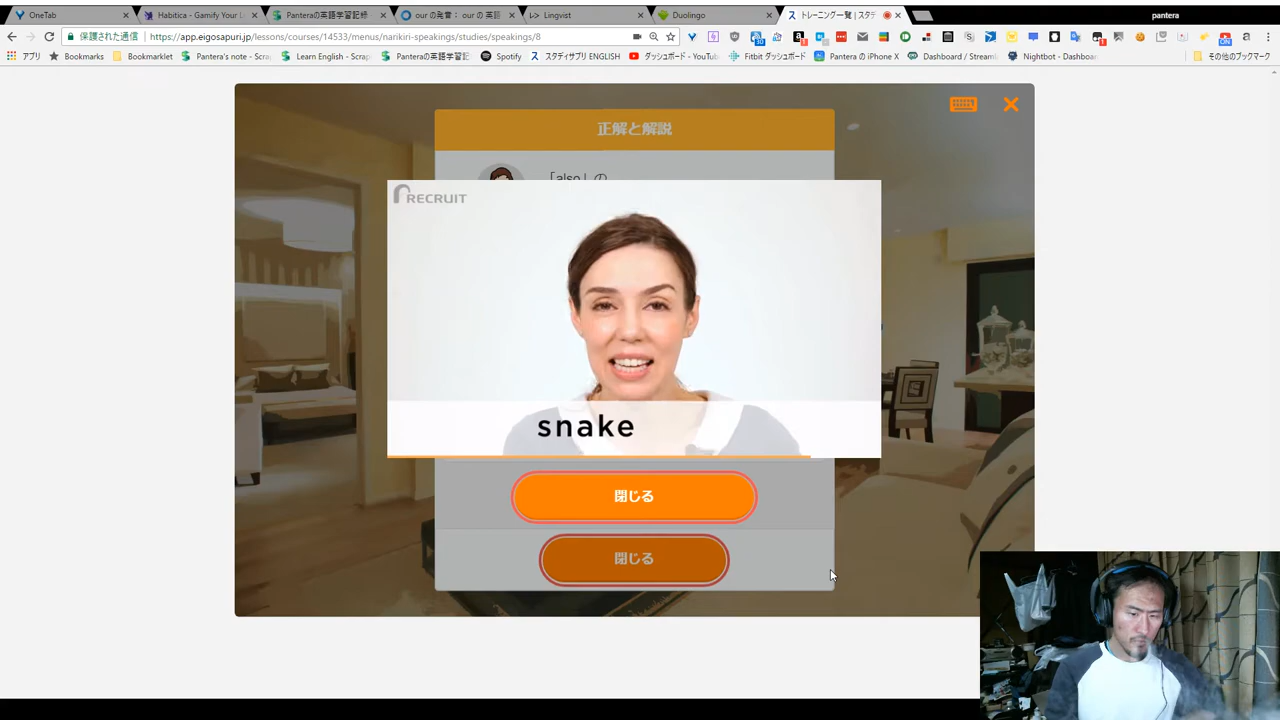 OneTab
Habitica - Gamify Your L
Panteraの英語学習記録
our の発音： our の 英語
Lingvist
Duolingo
トレーニング一覧 | スタデ
pantera
保護された通信
https://app.eigosapuri.jp/lessons/courses/14533/menus/narikiri-speakings/studies/speakings/8
アプリ
Bookmarks
Bookmarklet
Pantera's note - Scra
Learn English - Scrap
Panteraの英語学習記
Spotify
スタディサプリ ENGLISH
ダッシュボード - YouTu
Fitbit ダッシュボード
Pantera の iPhone X
Dashboard / Streaml
Nightbot - Dashboa
その他のブックマーク
正解と解説
「also」の
RECRUIT
snake
閉じる
閉じる